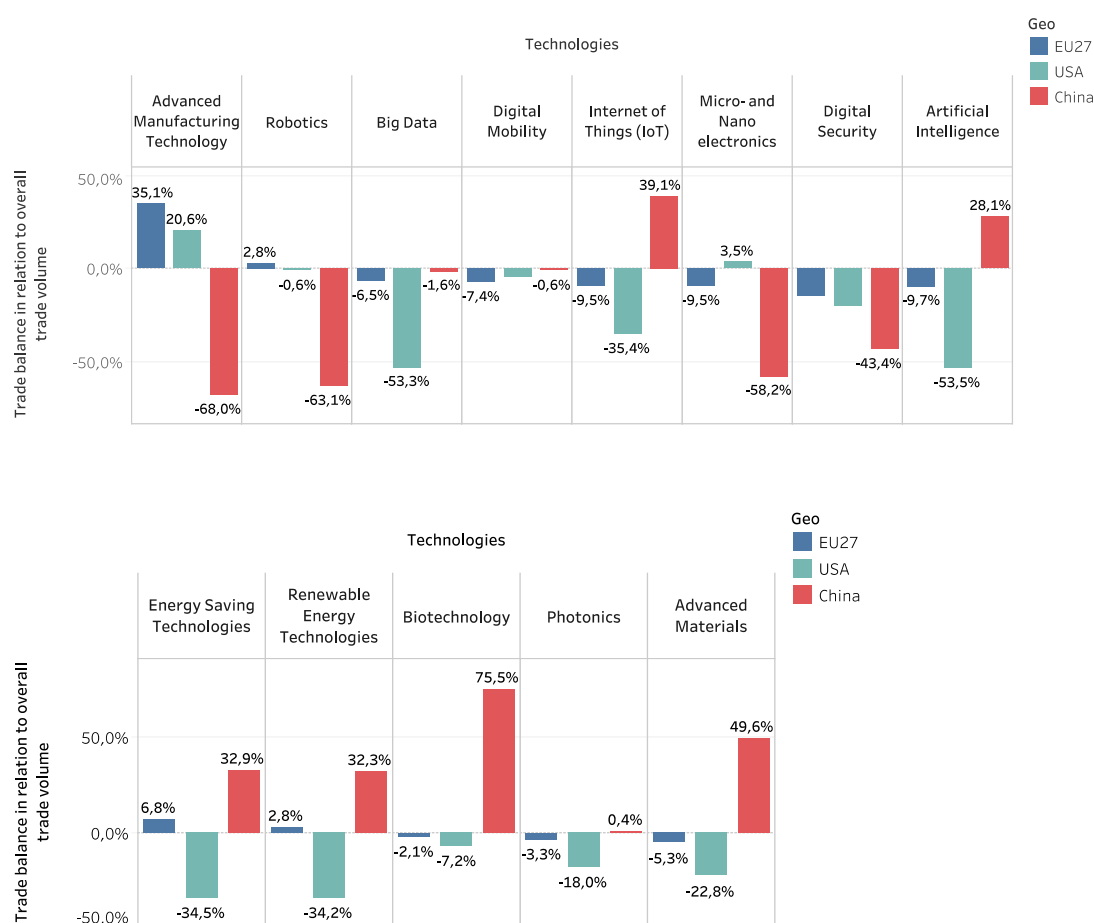 Geo
EU27
USA
China
Technologies
Advanced
Manufacturing
Technology
Robotics
Big Data
Digital
Mobility
Internet of
Things (IoT)
Micro- and
Nano
electronics
Digital
Security
Artificial
Intelligence
Trade balance in relation to overall
trade volume
50,0%
0,0%
-50,0%
35,1%
20,6%
-68,0%
2,8%
-0,6%
-63,1%
-6,5%
-53,3%
-1,6%
-7,4%
-0,6%
-9,5%
-35,4%
39,1%
-9,5%
3,5%
-58,2%
-43,4%
-9,7%
-53,5%
28,1%
Geo
EU27
USA
China
Technologies
Energy Saving
Technologies
Renewable
Energy
Technologies
Biotechnology
Photonics
Advanced
Materials
Trade balance in relation to overall
trade volume
50,0%
0,0%
-50,0%
6,8%
-34,5%
32,9%
2,8%
-34,2%
32,3%
-2,1%
-7,2%
75,5%
-3,3%
-18,0%
0,4%
-5,3%
-22,8%
49,6%